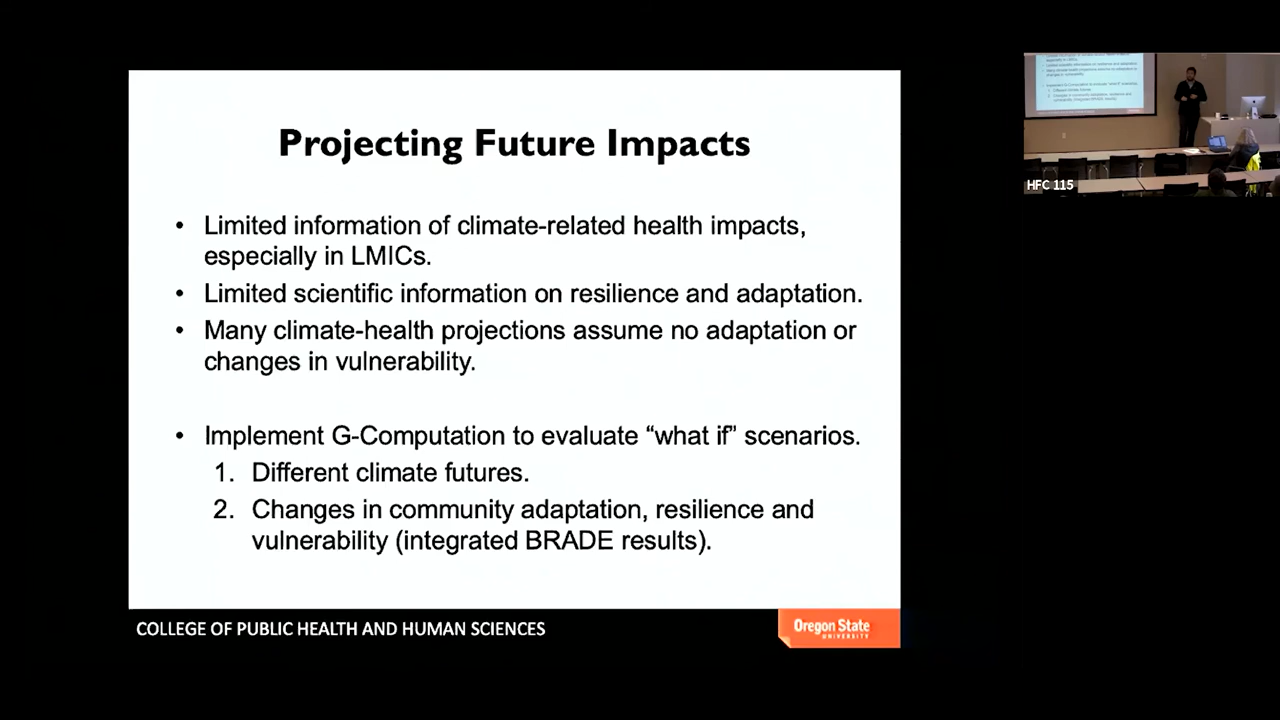 Projecting Future Impacts
• Limited information of climate-related health impacts,
especially in LMICs.
• Limited scientific information on resilience and adaptation.
• Many climate-health projections assume no adaptation or
changes in vulnerability.
• Implement G-Computation to evaluate “what if” scenarios.
1. Different climate futures.
2. Changes in community adaptation, resilience and
vulnerability (integrated BRADE results).
COLLEGE OF PUBLIC HEALTH AND HUMAN SCIENCES
Oregon State
UNIVERSITY
HFC 115